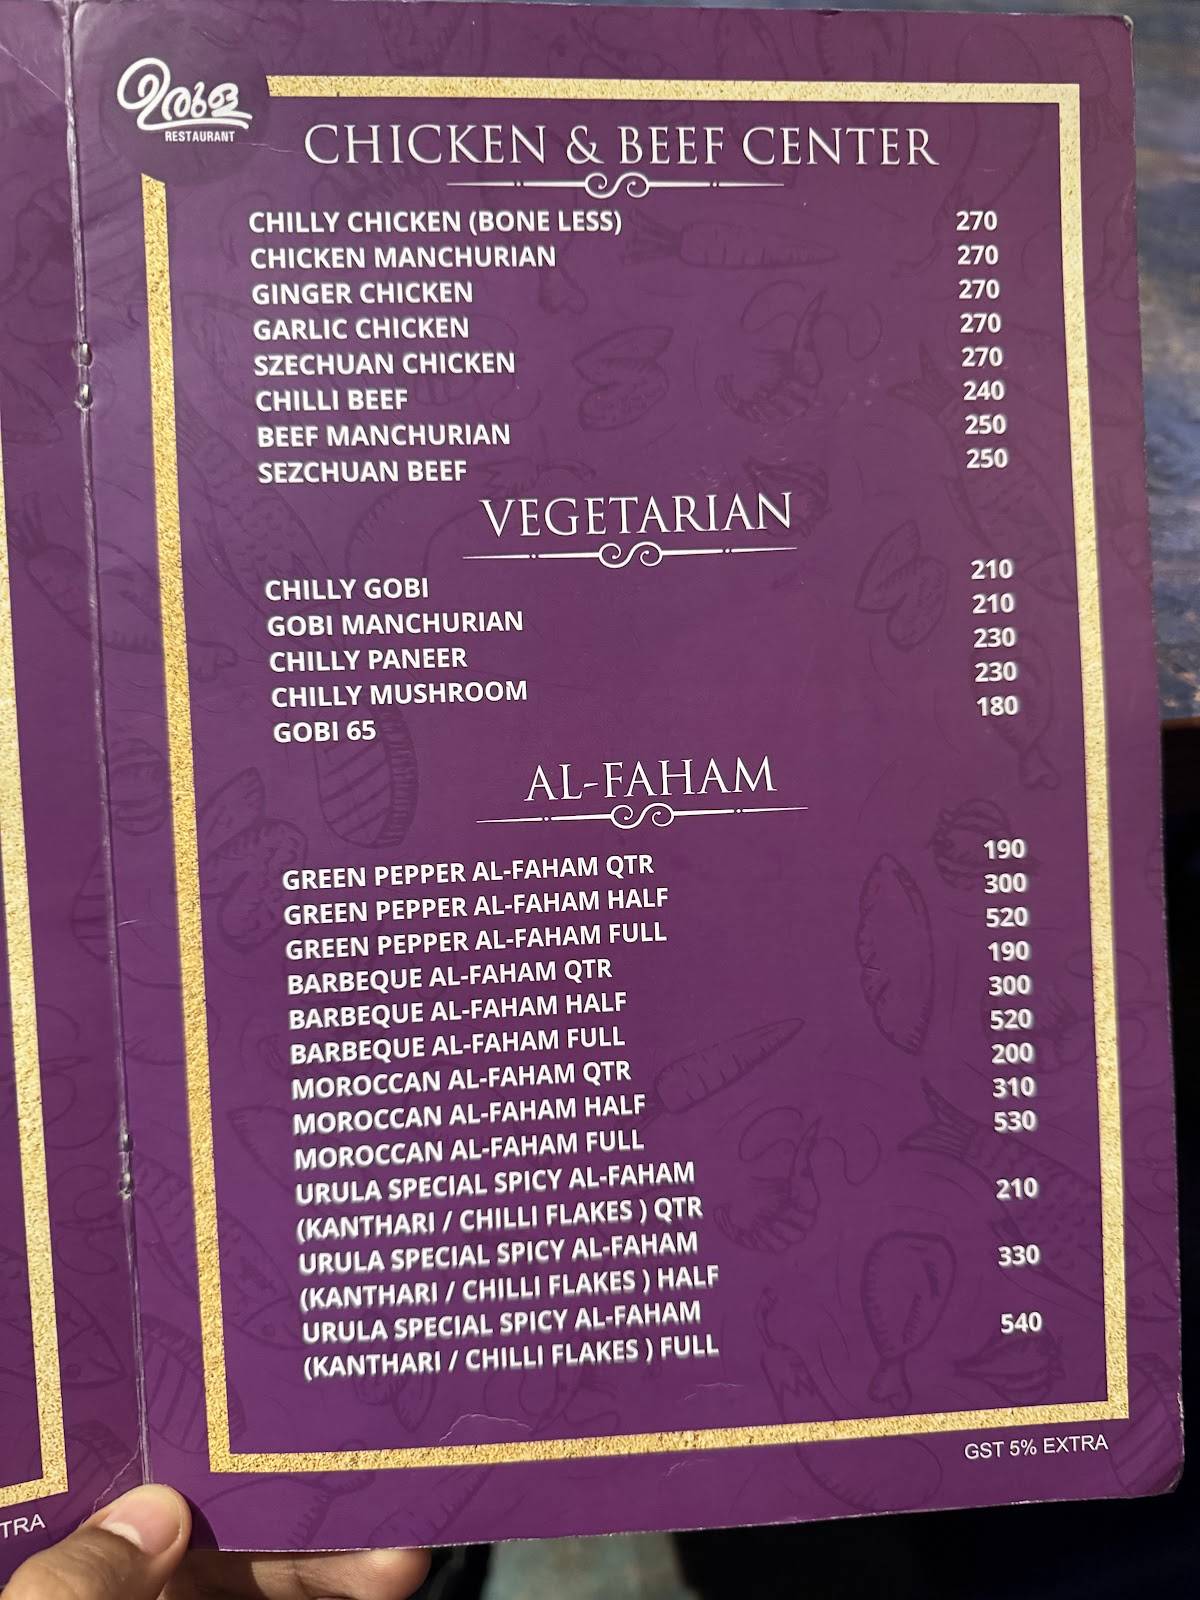 ഉരുള
RESTAURANT
CHICKEN & BEEF CENTER
CHILLY CHICKEN (BONE LESS) 270
CHICKEN MANCHURIAN 270
GINGER CHICKEN 270
GARLIC CHICKEN 270
SZECHUAN CHICKEN 270
CHILLI BEEF 240
BEEF MANCHURIAN 250
SEZCHUAN BEEF 250
VEGETARIAN
CHILLY GOBI 210
GOBI MANCHURIAN 210
CHILLY PANEER 230
CHILLY MUSHROOM 230
GOBI 65 180
AL-FAHAM
GREEN PEPPER AL-FAHAM QTR 190
GREEN PEPPER AL-FAHAM HALF 300
GREEN PEPPER AL-FAHAM FULL 520
BARBEQUE AL-FAHAM QTR 190
BARBEQUE AL-FAHAM HALF 300
BARBEQUE AL-FAHAM FULL 520
MOROCCAN AL-FAHAM QTR 200
MOROCCAN AL-FAHAM HALF 310
MOROCCAN AL-FAHAM FULL 530
URULA SPECIAL SPICY AL-FAHAM
(KANTHARI / CHILLI FLAKES ) QTR 210
URULA SPECIAL SPICY AL-FAHAM
(KANTHARI / CHILLI FLAKES ) HALF 330
URULA SPECIAL SPICY AL-FAHAM
(KANTHARI / CHILLI FLAKES ) FULL 540
GST 5% EXTRA
TRA